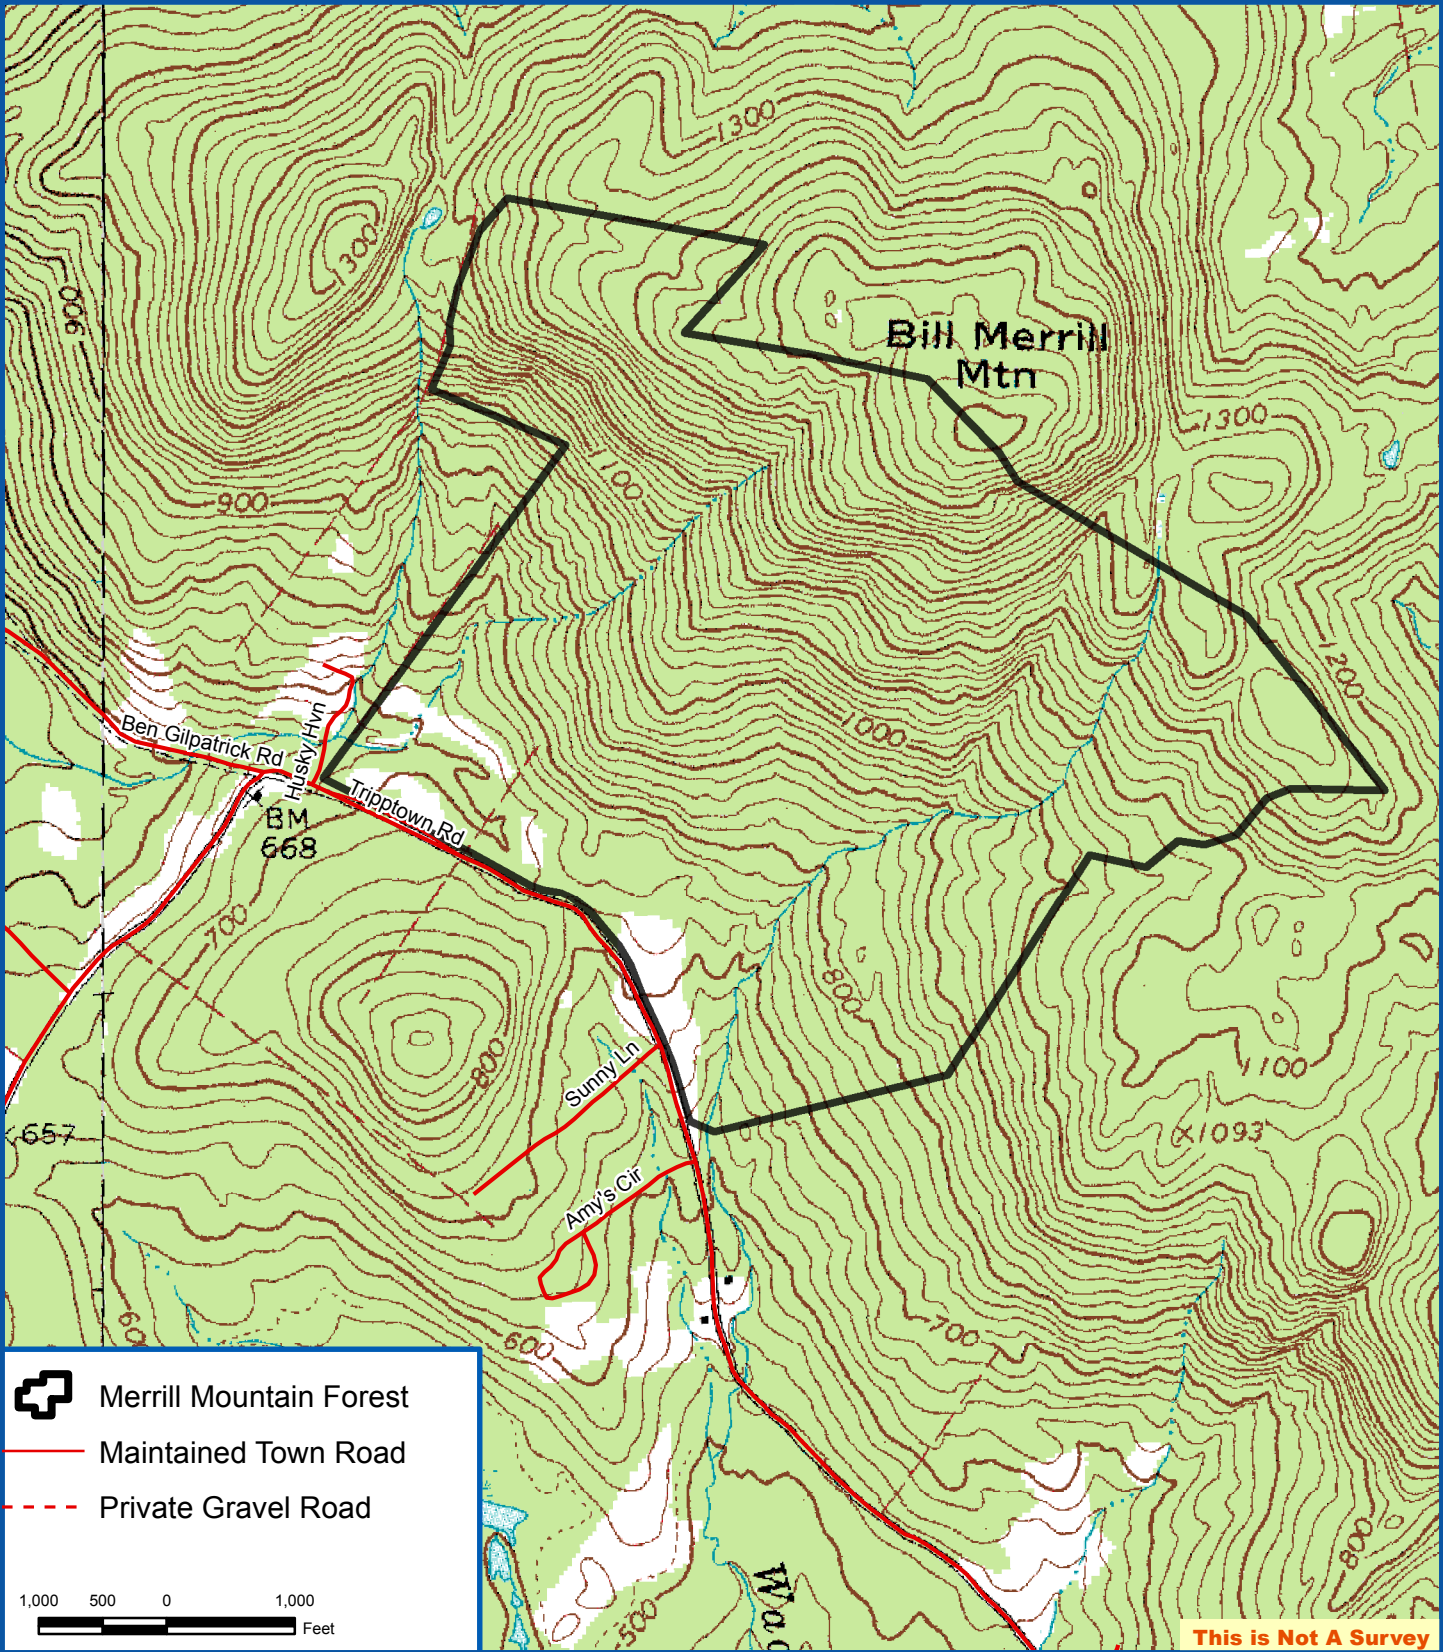 1300
1300
900
Bill Merrill
Mtn
1300
1100
900
1200
Ben Gilpatrick Rd
Husky Hvn
1000
Tripptown Rd
BM
668
700
800
Sunny Ln
800
1100
657
X1093
Amy's Cir
600
700
600
Merrill Mountain Forest
Maintained Town Road
Private Gravel Road
800
1,000 500 0 1,000
Feet
500
This is Not A Survey